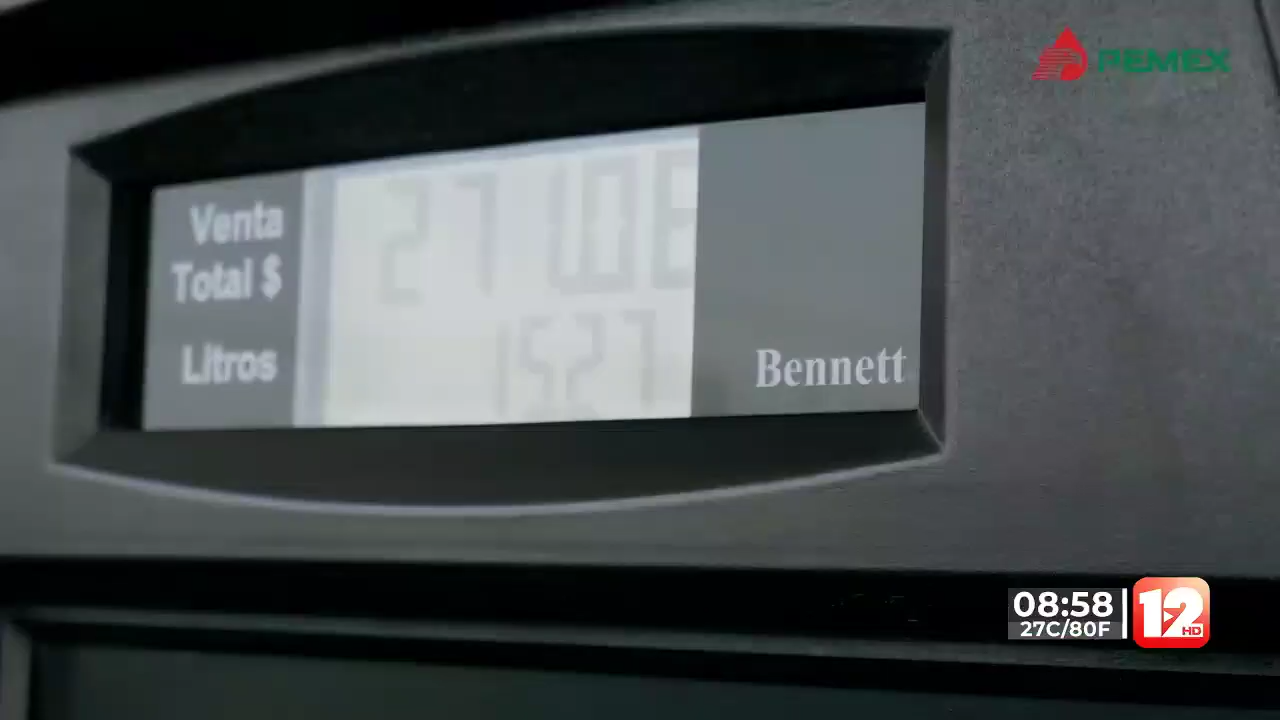 PEMEX
Venta
Total $
Litros
Bennett
08:58
27C/80F
12
HD